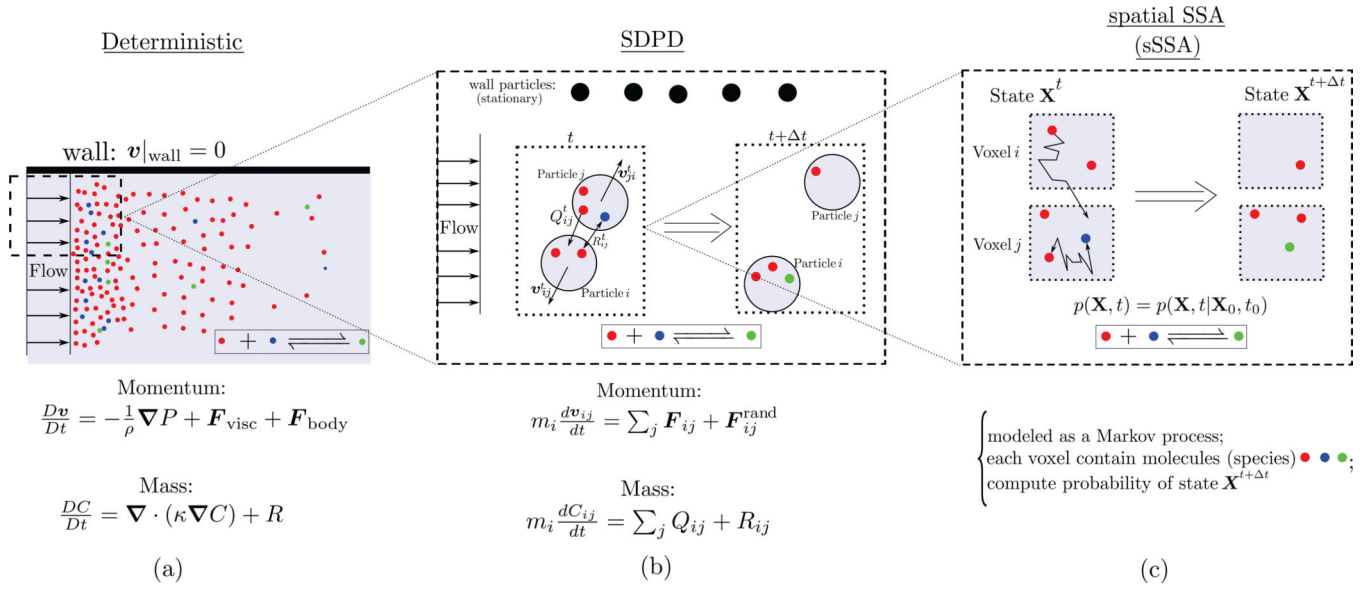 Deterministic
wall: v|wall = 0
Flow
+ ⇌
Momentum:
Dv/Dt = −1/ρ ∇P + F_visc + F_body
Mass:
DC/Dt = ∇ · (κ∇C) + R
(a)
SDPD
wall particles:
(stationary)
t
t+Δt
Flow
Particle j
v^t_ji
Q^t_ij
R^t_ij
v^t_ij
Particle i
Particle j
Particle i
+ ⇌
Momentum:
m_i dv_ij/dt = ∑_j F_ij + F^rand_ij
Mass:
m_i dC_ij/dt = ∑_j Q_ij + R_ij
(b)
spatial SSA
(sSSA)
State X^t
State X^t+Δt
Voxel i
Voxel j
p(X, t) = p(X, t|X_0, t_0)
+ ⇌
modeled as a Markov process;
each voxel contain molecules (species) ;
compute probability of state X^t+Δt
(c)